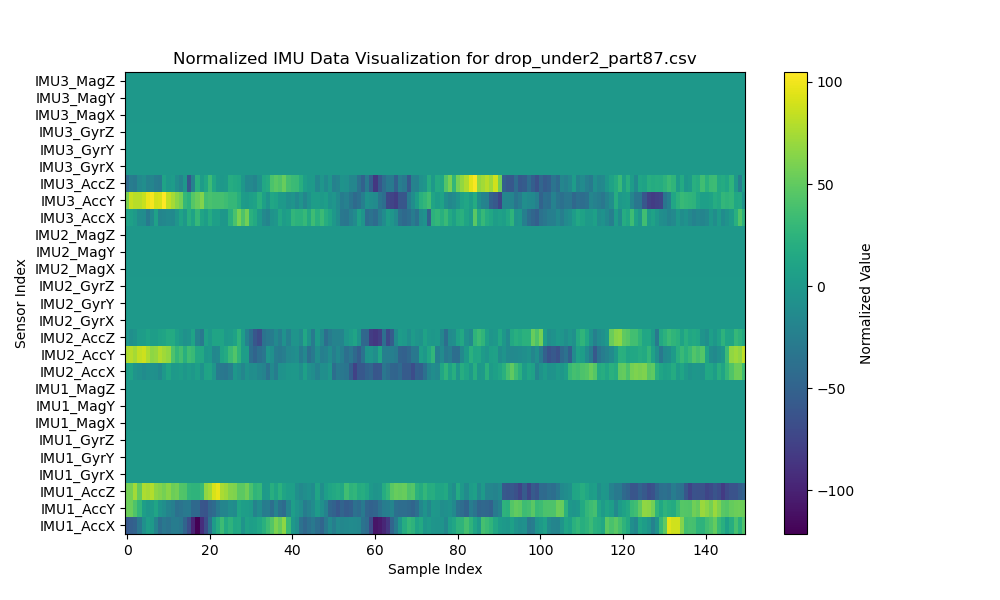 Normalized IMU Data Visualization for drop_under2_part87.csv
IMU3_MagZ
IMU3_MagY
IMU3_MagX
IMU3_GyrZ
IMU3_GyrY
IMU3_GyrX
IMU3_AccZ
IMU3_AccY
IMU3_AccX
IMU2_MagZ
IMU2_MagY
IMU2_MagX
IMU2_GyrZ
IMU2_GyrY
IMU2_GyrX
IMU2_AccZ
IMU2_AccY
IMU2_AccX
IMU1_MagZ
IMU1_MagY
IMU1_MagX
IMU1_GyrZ
IMU1_GyrY
IMU1_GyrX
IMU1_AccZ
IMU1_AccY
IMU1_AccX
Sensor Index
0 20 40 60 80 100 120 140
Sample Index
100
50
0
−50
−100
Normalized Value